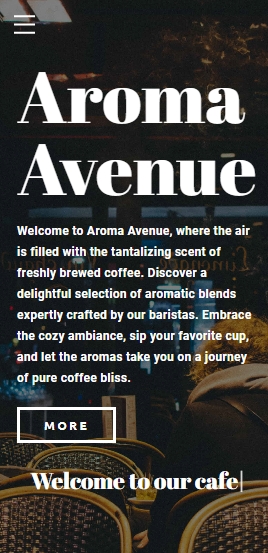 Aroma
Avenue
Welcome to Aroma Avenue, where the air
is filled with the tantalizing scent of
freshly brewed coffee. Discover a
delightful selection of aromatic blends
expertly crafted by our baristas. Embrace
the cozy ambiance, sip your favorite cup,
and let the aromas take you on a journey
of pure coffee bliss.
MORE
Welcome to our cafe|